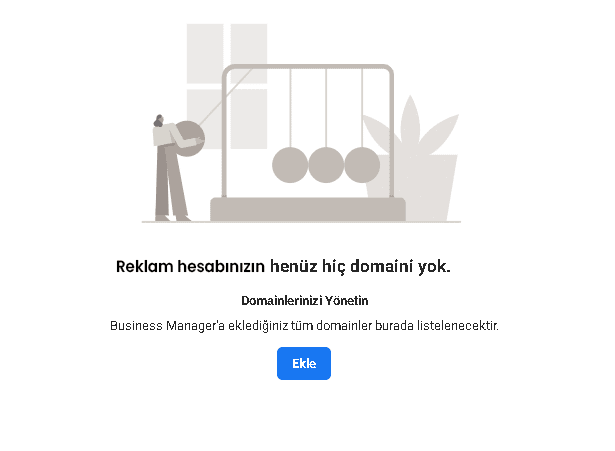 Reklam hesabınızın henüz hiç domaini yok.
Domainlerinizi Yönetin
Business Manager'a eklediğiniz tüm domainler burada listelenecektir.
Ekle